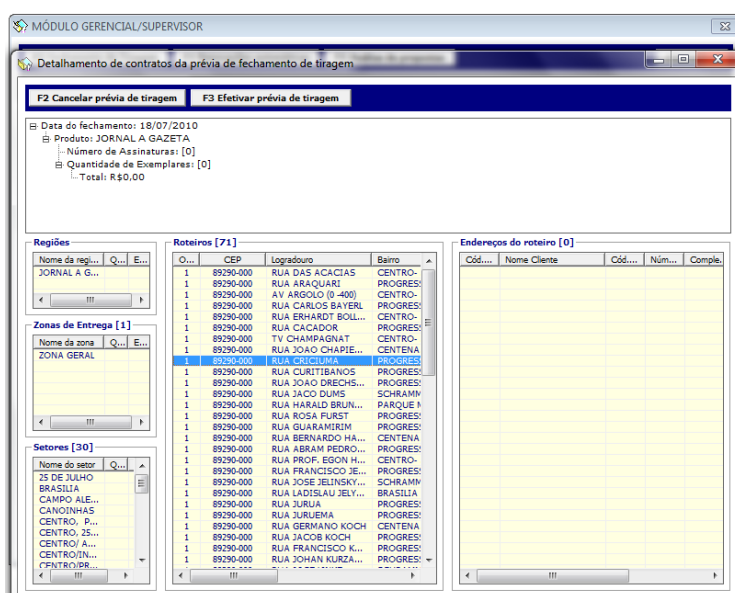 MÓDULO GERENCIAL/SUPERVISOR
Detalhamento de contratos da prévia de fechamento de tiragem
F2 Cancelar prévia de tiragem F3 Efetivar prévia de tiragem
Data do fechamento: 18/07/2010
Produto: JORNAL A GAZETA
Número de Assinaturas: [0]
Quantidade de Exemplares: [0]
Total: R$0,00
Regiões
Nome da regi... Q... E...
JORNAL A G...
Zonas de Entrega [1]
Nome da zona Q... E...
ZONA GERAL
Setores [30]
Nome do setor Q...
25 DE JULHO
BRASILIA
CAMPO ALE...
CANOINHAS
CENTRO, P...
CENTRO, 25...
CENTRO/ A...
CENTRO/IN...
CENTRO/PR...
Roteiros [71]
O... CEP Logradouro Bairro
1 89290-000 RUA DAS ACACIAS CENTRO-
1 89290-000 RUA ARAQUARI PROGRES
1 89290-000 AV ARGOLO (0 -400) CENTRO-
1 89290-000 RUA CARLOS BAYERL PROGRES
1 89290-000 RUA ERHARDT BOLL... CENTRO-
1 89290-000 RUA CACADOR PROGRES
1 89290-000 TV CHAMPAGNAT CENTRO-
1 89290-000 RUA JOAO CHAPIE... CENTENA
1 89290-000 RUA CRICIUMA PROGRES
1 89290-000 RUA CURITIBANOS PROGRES
1 89290-000 RUA JOAO DRECHS... PROGRES
1 89290-000 RUA JACO DUMS SCHRAMM
1 89290-000 RUA HARALD BRUN... PARQUE
1 89290-000 RUA ROSA FURST PROGRES
1 89290-000 RUA GUARAMIRIM PROGRES
1 89290-000 RUA BERNARDO HA... CENTENA
1 89290-000 RUA ABRAM PEDRO... PROGRES
1 89290-000 RUA PROF. EGON H... CENTRO-
1 89290-000 RUA FRANCISCO JE... PROGRES
1 89290-000 RUA JOSE JELINSKY... SCHRAMM
1 89290-000 RUA LADISLAU JELY... BRASILIA
1 89290-000 RUA JURUA PROGRES
1 89290-000 RUA JURUEMA PROGRES
1 89290-000 RUA GERMANO KOCH CENTENA
1 89290-000 RUA JACOB KOCH PROGRES
1 89290-000 RUA FRANCISCO K... PROGRES
1 89290-000 RUA JOHAN KURZA... PROGRES
Endereços do roteiro [0]
Cód.... Nome Cliente Cód.... Núm... Comple.